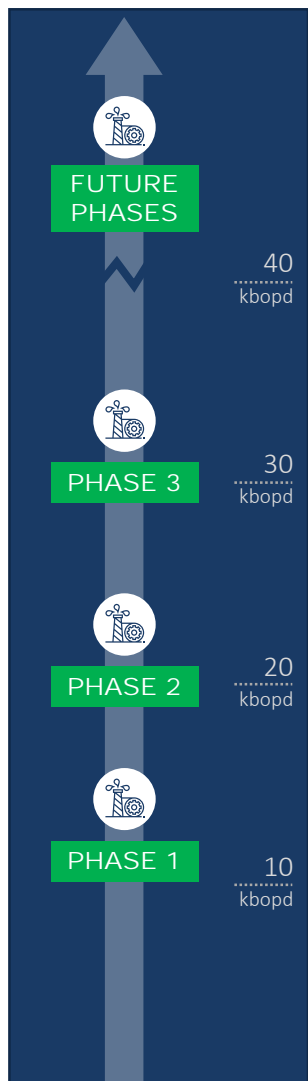 FUTURE
PHASES
40
kbopd
PHASE 3
30
kbopd
PHASE 2
20
kbopd
PHASE 1
10
kbopd